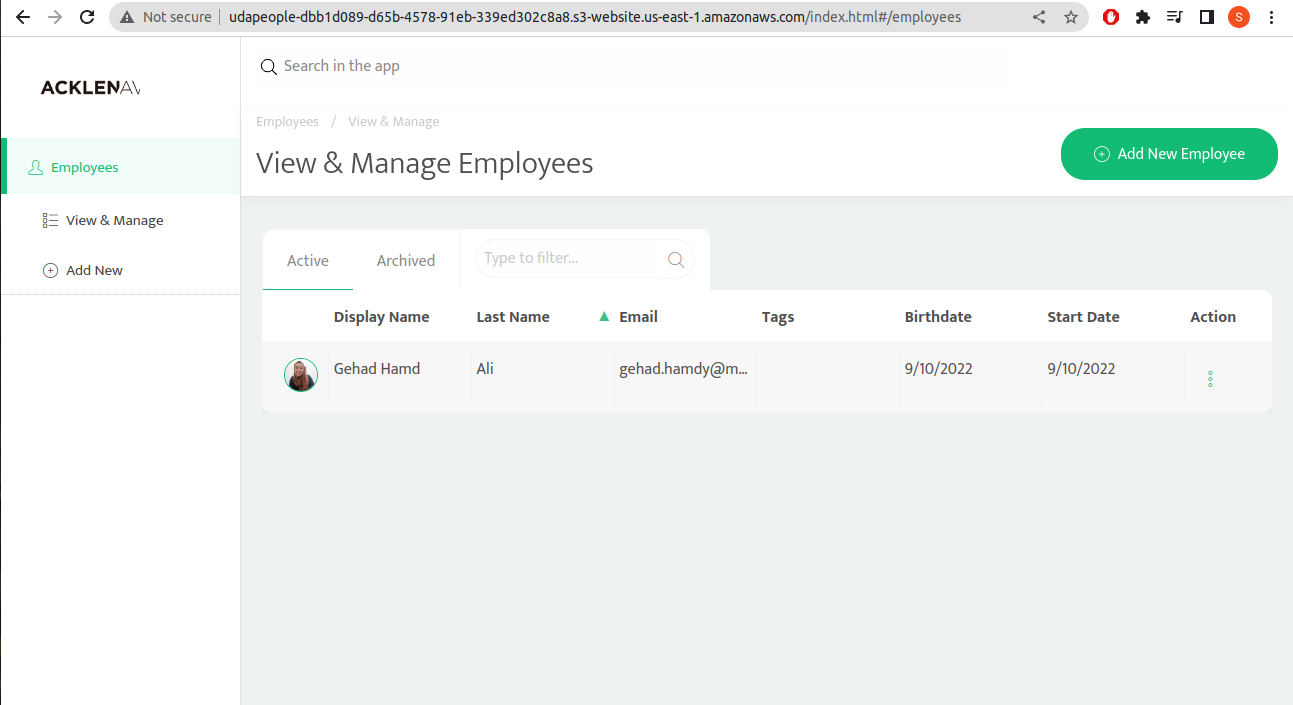 Not secure udapeople-dbb1d089-d65b-4578-91eb-339ed302c8a8.s3-website.us-east-1.amazonaws.com/index.html#/employees S
ACKLENAV
Search in the app
Employees / View & Manage
View & Manage Employees
Add New Employee
Employees
View & Manage
Add New
Active Archived Type to filter...
Display Name Last Name ▲ Email Tags Birthdate Start Date Action
Gehad Hamd Ali gehad.hamdy@m... 9/10/2022 9/10/2022